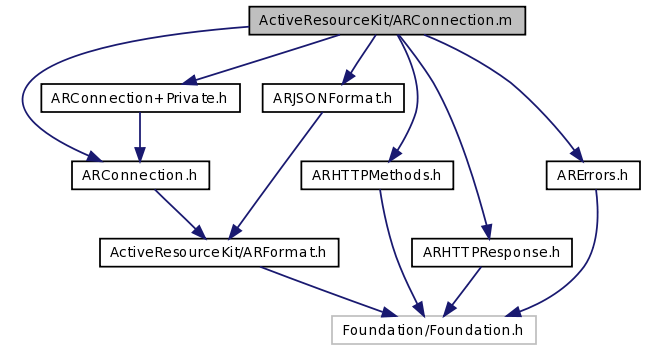 ActiveResourceKit/ARConnection.m
ARConnection+Private.h
ARJSONFormat.h
ARConnection.h
ARHTTPMethods.h
ARErrors.h
ActiveResourceKit/ARFormat.h
ARHTTPResponse.h
Foundation/Foundation.h